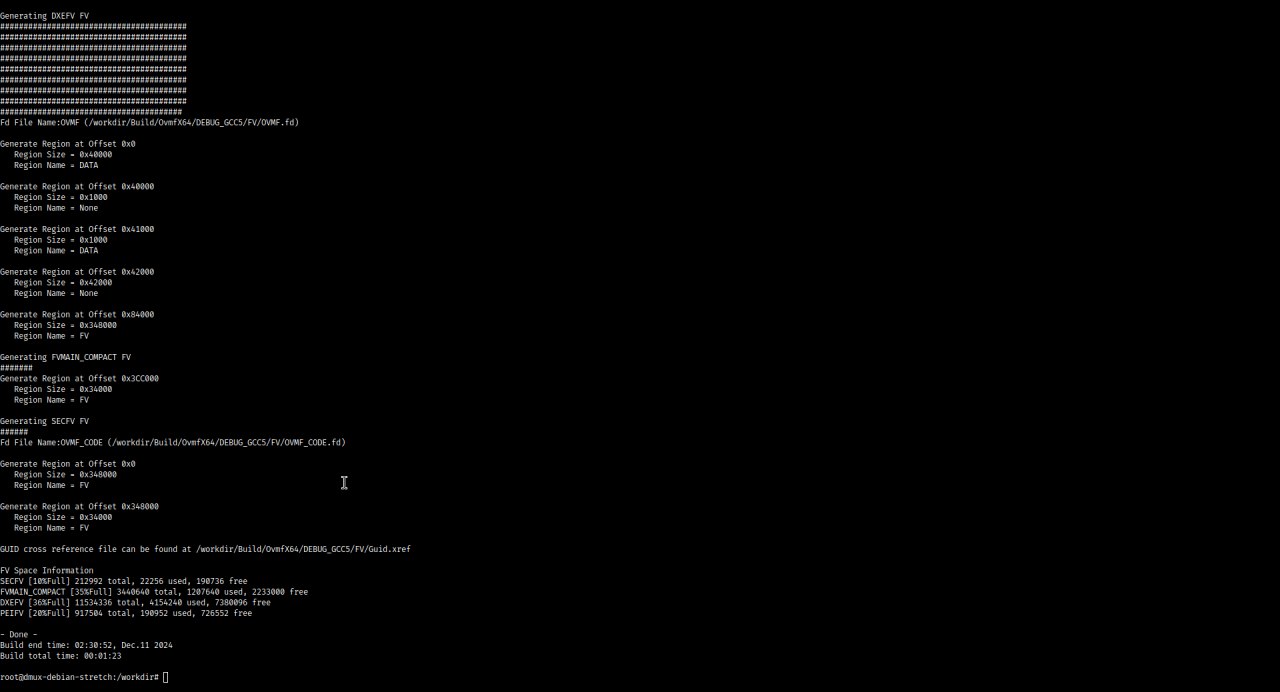 Generating DXEFV FV
########################################
########################################
########################################
########################################
########################################
########################################
########################################
########################################
#######################################
Fd File Name:OVMF (/workdir/Build/OvmfX64/DEBUG_GCC5/FV/OVMF.fd)
Generate Region at Offset 0x0
   Region Size = 0x40000
   Region Name = DATA
Generate Region at Offset 0x40000
   Region Size = 0x1000
   Region Name = None
Generate Region at Offset 0x41000
   Region Size = 0x1000
   Region Name = DATA
Generate Region at Offset 0x42000
   Region Size = 0x42000
   Region Name = None
Generate Region at Offset 0x84000
   Region Size = 0x348000
   Region Name = FV
Generating FVMAIN_COMPACT FV
#######
Generate Region at Offset 0x3CC000
   Region Size = 0x34000
   Region Name = FV
Generating SECFV FV
######
Fd File Name:OVMF_CODE (/workdir/Build/OvmfX64/DEBUG_GCC5/FV/OVMF_CODE.fd)
Generate Region at Offset 0x0
   Region Size = 0x348000
   Region Name = FV
Generate Region at Offset 0x348000
   Region Size = 0x34000
   Region Name = FV
GUID cross reference file can be found at /workdir/Build/OvmfX64/DEBUG_GCC5/FV/Guid.xref
FV Space Information
SECFV [10%Full] 212992 total, 22256 used, 190736 free
FVMAIN_COMPACT [35%Full] 3440640 total, 1207640 used, 2233000 free
DXEFV [36%Full] 11534336 total, 4154240 used, 7380096 free
PEIFV [20%Full] 917504 total, 190952 used, 726552 free
- Done -
Build end time: 02:30:52, Dec.11 2024
Build total time: 00:01:23
root@dmux-debian-stretch:/workdir#